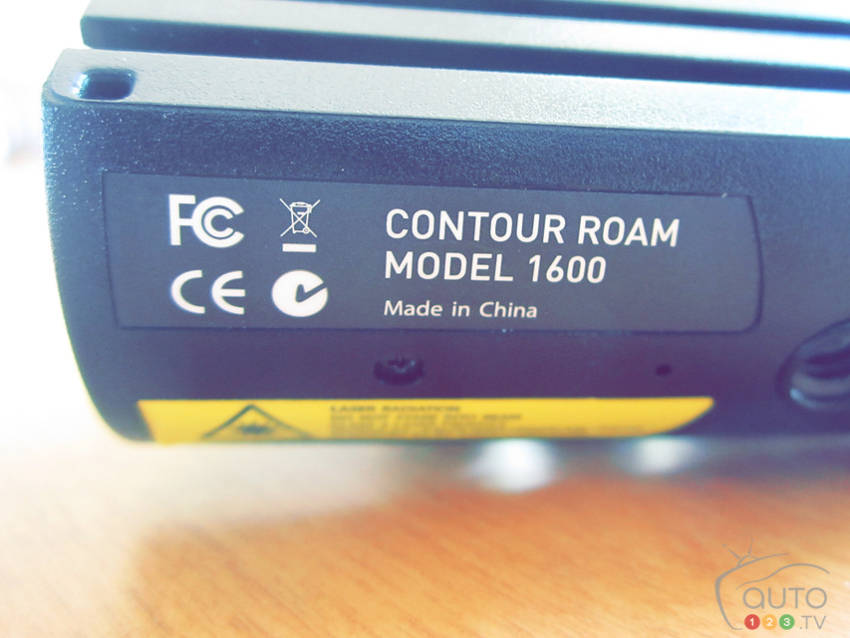 FC
CE
CONTOUR ROAM
MODEL 1600
Made in China
LASER RADIATION
AUTO
123.TV